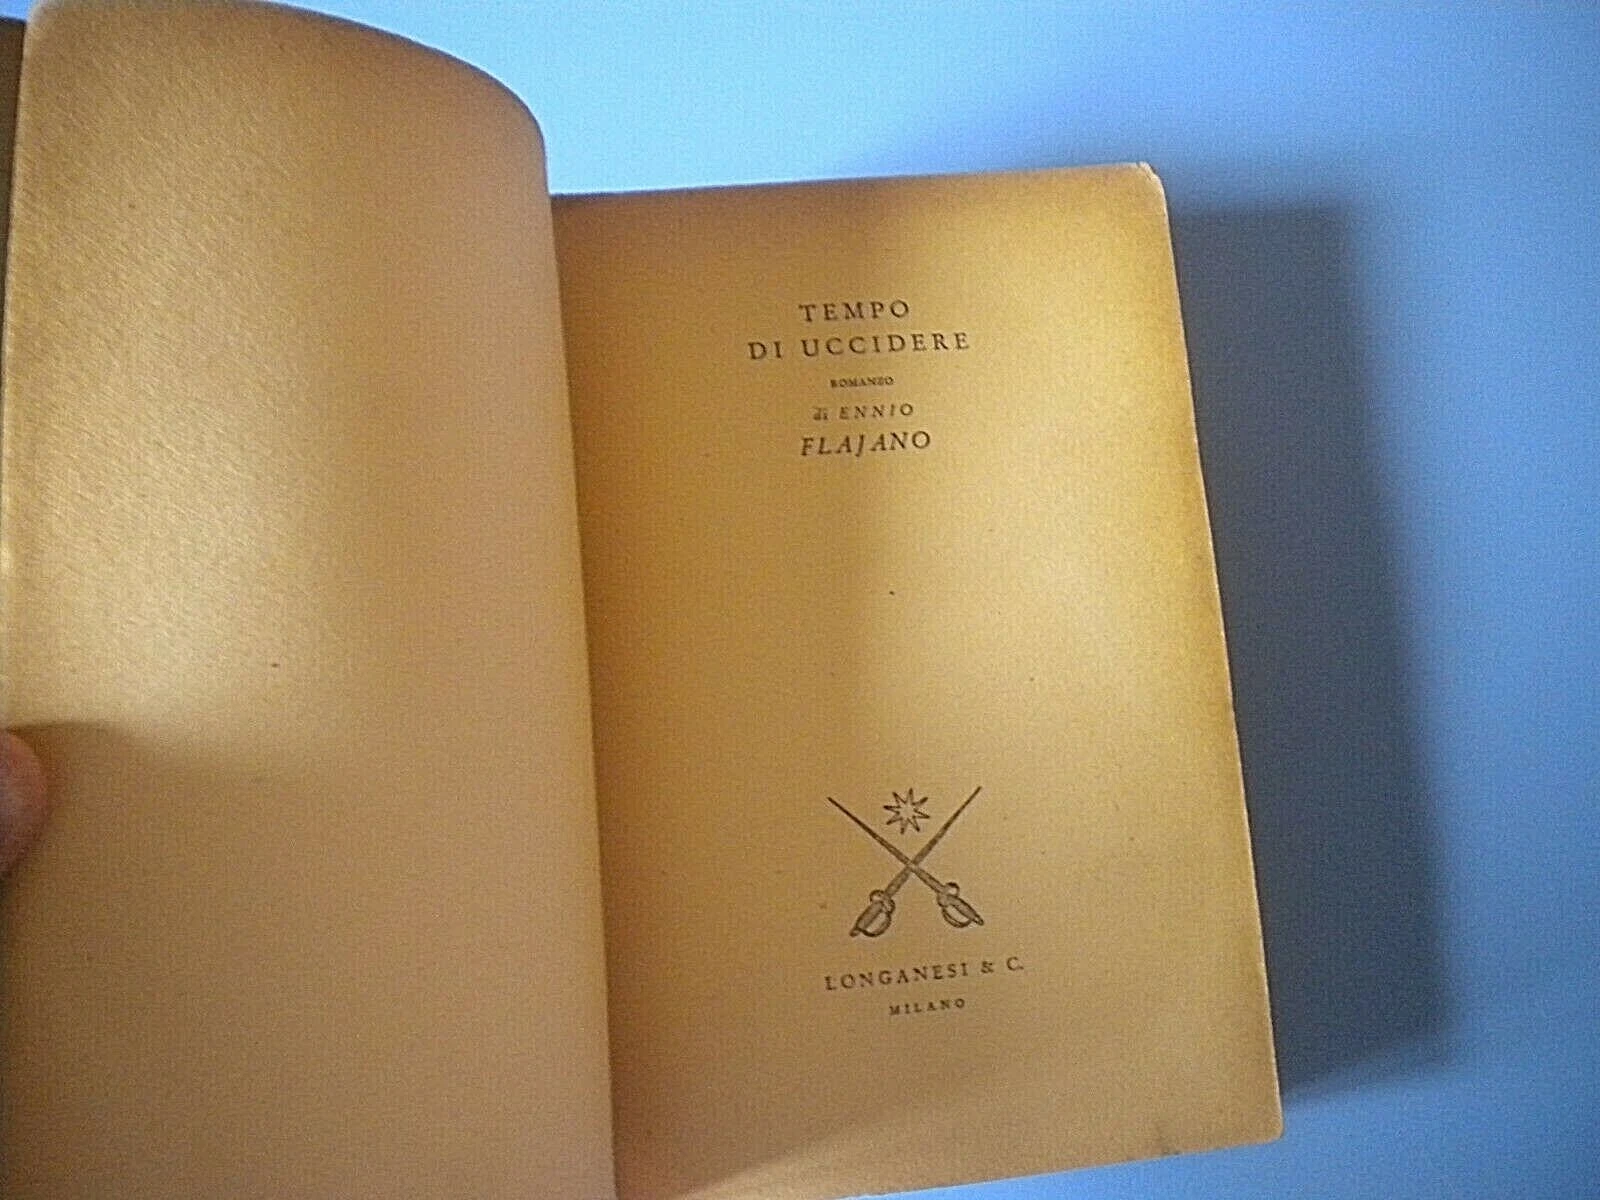 TEMPO
DI UCCIDERE
ROMANZO
di ENNIO
FLAJANO
LONGANESI & C.
MILANO